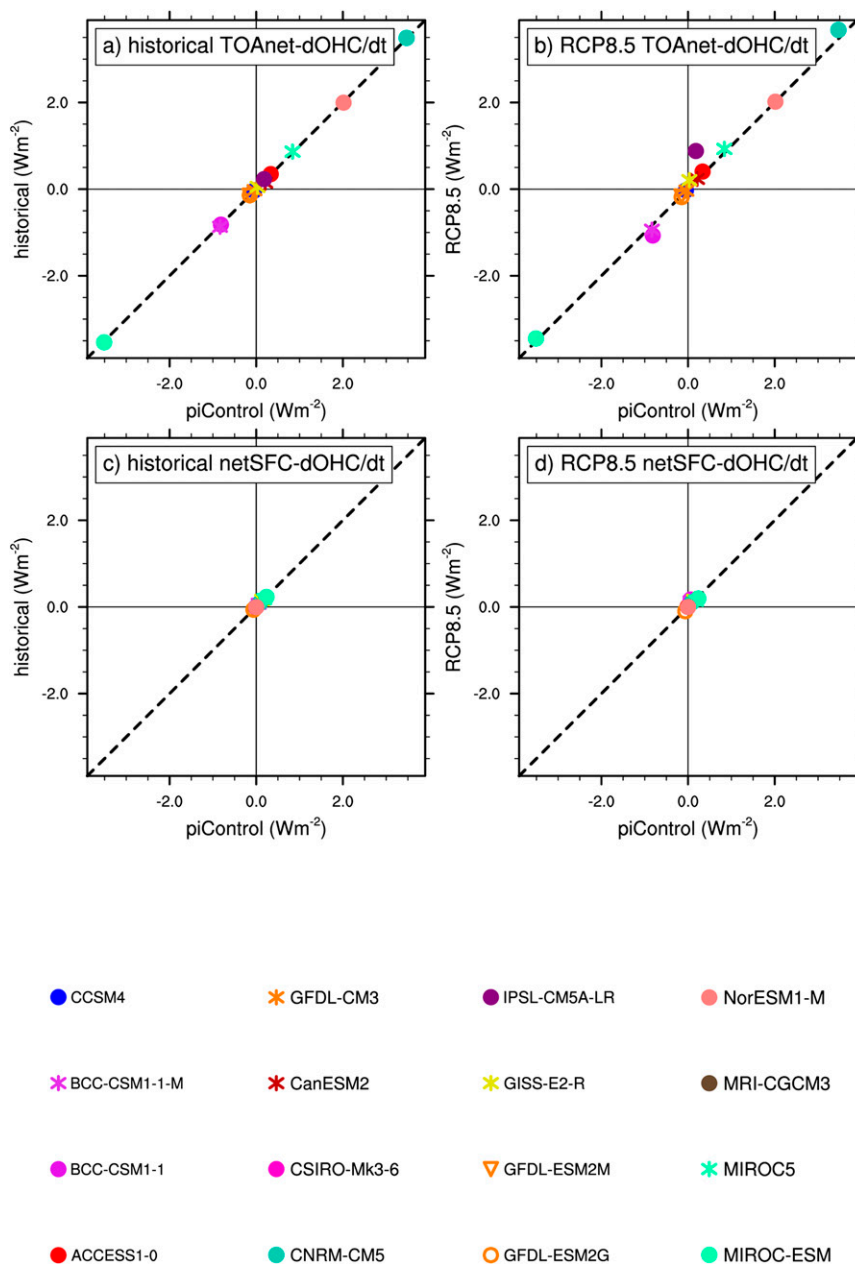 a) historical TOAnet-dOHC/dt
b) RCP8.5 TOAnet-dOHC/dt
historical (Wm-2)
2.0
0.0
-2.0
-2.0 0.0 2.0
piControl (Wm-2)
RCP8.5 (Wm-2)
2.0
0.0
-2.0
-2.0 0.0 2.0
piControl (Wm-2)
c) historical netSFC-dOHC/dt
d) RCP8.5 netSFC-dOHC/dt
historical (Wm-2)
2.0
0.0
-2.0
-2.0 0.0 2.0
piControl (Wm-2)
RCP8.5 (Wm-2)
2.0
0.0
-2.0
-2.0 0.0 2.0
piControl (Wm-2)
CCSM4 GFDL-CM3 IPSL-CM5A-LR NorESM1-M
BCC-CSM1-1-M CanESM2 GISS-E2-R MRI-CGCM3
BCC-CSM1-1 CSIRO-Mk3-6 GFDL-ESM2M MIROC5
ACCESS1-0 CNRM-CM5 GFDL-ESM2G MIROC-ESM